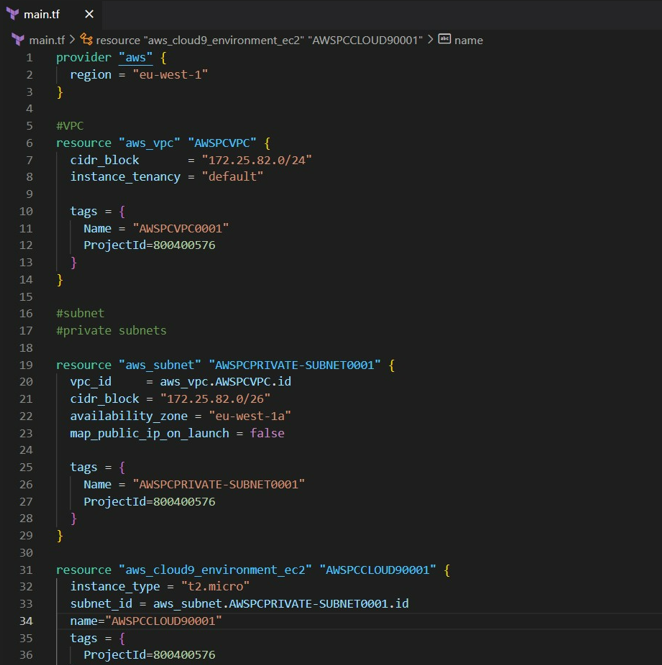 main.tf ×
main.tf > resource "aws_cloud9_environment_ec2" "AWSPCCLOUD90001" > abc name
1 provider "aws" {
2   region = "eu-west-1"
3 }
4
5 #VPC
6 resource "aws_vpc" "AWSPCVPC" {
7   cidr_block       = "172.25.82.0/24"
8   instance_tenancy = "default"
9
10   tags = {
11     Name = "AWSPCVPC0001"
12     ProjectId=800400576
13   }
14 }
15
16 #subnet
17 #private subnets
18
19 resource "aws_subnet" "AWSPCPRIVATE-SUBNET0001" {
20   vpc_id     = aws_vpc.AWSPCVPC.id
21   cidr_block = "172.25.82.0/26"
22   availability_zone = "eu-west-1a"
23   map_public_ip_on_launch = false
24
25   tags = {
26     Name = "AWSPCPRIVATE-SUBNET0001"
27     ProjectId=800400576
28   }
29 }
30
31 resource "aws_cloud9_environment_ec2" "AWSPCCLOUD90001" {
32   instance_type = "t2.micro"
33   subnet_id = aws_subnet.AWSPCPRIVATE-SUBNET0001.id
34   name="AWSPCCLOUD90001"
35   tags = {
36     ProjectId=800400576